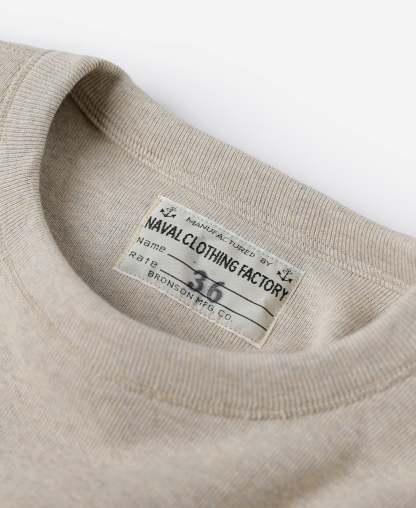 MANUFACTURED BY
NAVAL CLOTHING FACTORY
Name
Rate
36
BRONSON MFG. CO.